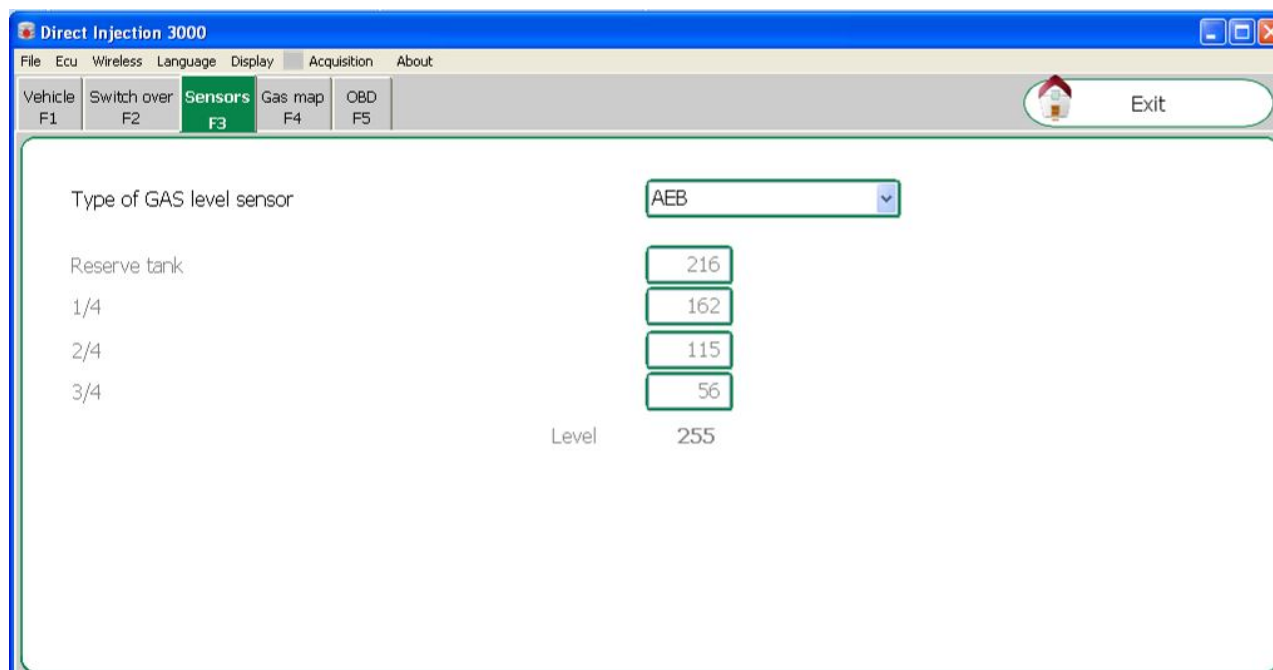 Direct Injection 3000
File Ecu Wireless Language Display Acquisition About
Vehicle F1
Switch over F2
Sensors F3
Gas map F4
OBD F5
Exit
Type of GAS level sensor AEB
Reserve tank 216
1/4 162
2/4 115
3/4 56
Level 255